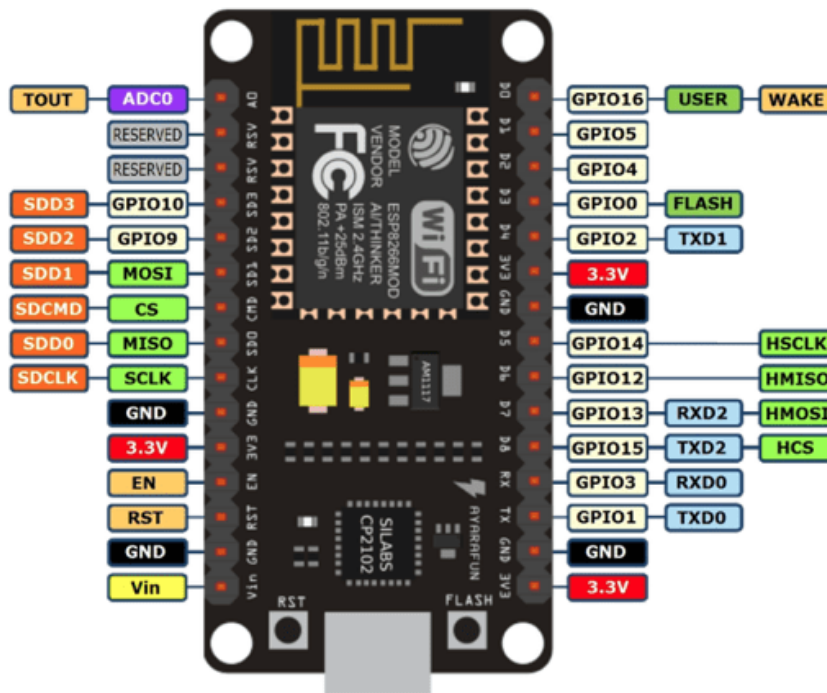 TOUT ADC0 A0 D0 GPIO16 USER WAKE
RESERVED RSV D1 GPIO5
RESERVED RSV D2 GPIO4
SDD3 GPIO10 SD3 D3 GPIO0 FLASH
SDD2 GPIO9 SD2 D4 GPIO2 TXD1
SDD1 MOSI SD1 3V3 3.3V
SDCMD CS CMD GND GND
SDD0 MISO SD0 D5 GPIO14 HSCLK
SDCLK SCLK CLK D6 GPIO12 HMISO
GND GND D7 GPIO13 RXD2 HMOSI
3.3V 3V3 D8 GPIO15 TXD2 HCS
EN EN RX GPIO3 RXD0
RST RST TX GPIO1 TXD0
GND GND GND GND
Vin Vin 3V3 3.3V
MODEL ESP8266MOD
VENDOR AI/THINKER
ISM 2.4GHz
PA +25dBm
802.11b/g/n
FC
Wi Fi
AM1117
SILABS
CP2102
AYARAFUN
RST
FLASH